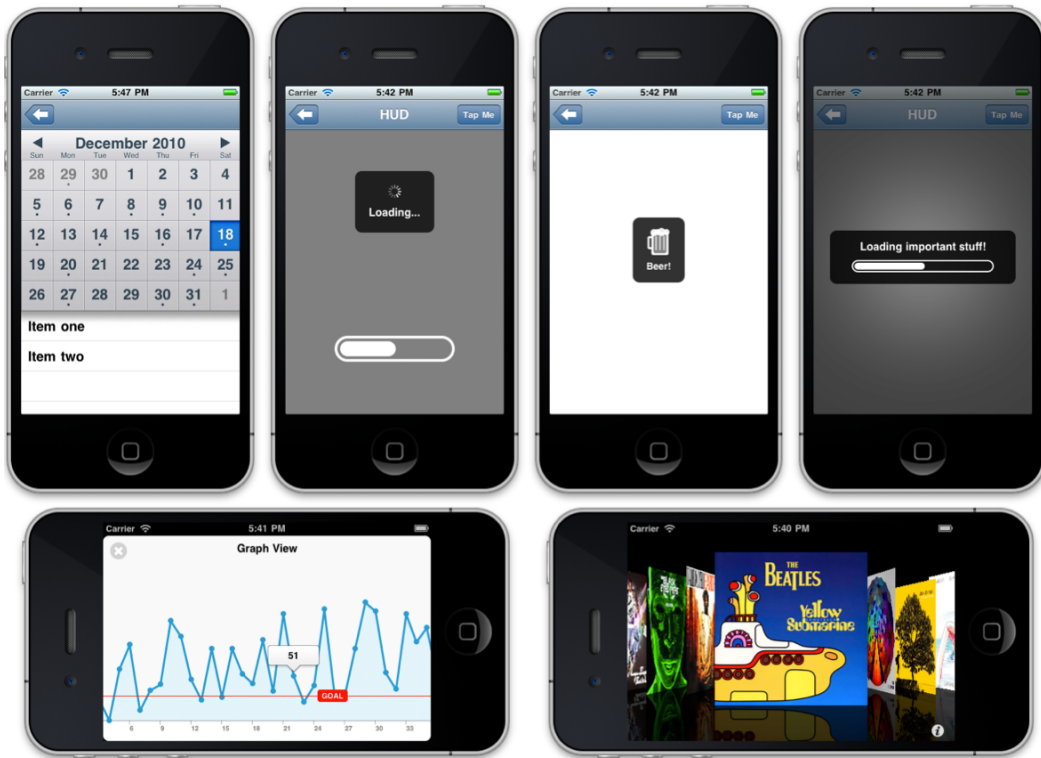 Carrier 5:47 PM
December 2010
Sun Mon Tue Wed Thu Fri Sat
28 29 30 1 2 3 4
5 6 7 8 9 10 11
12 13 14 15 16 17 18
19 20 21 22 23 24 25
26 27 28 29 30 31 1
Item one
Item two
Carrier 5:42 PM
HUD Tap Me
Loading...
Carrier 5:42 PM
Tap Me
Beer!
Carrier 5:42 PM
HUD Tap Me
Loading important stuff!
Carrier 5:41 PM
Graph View
51
GOAL
6 9 12 15 18 21 24 27 30 33
Carrier 5:40 PM
THE
BEATLES
Yellow
Submarine